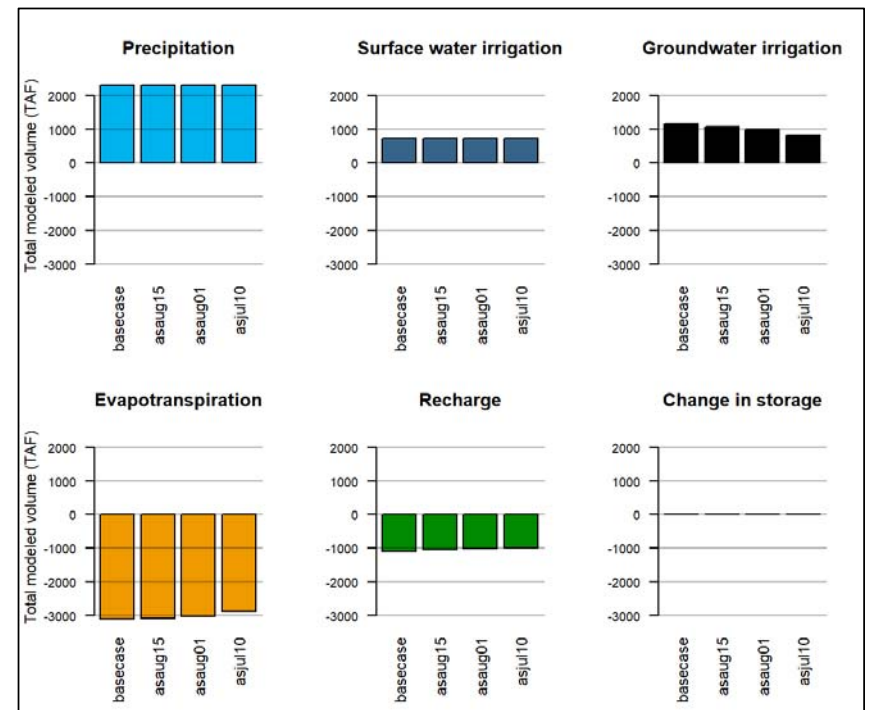 Precipitation
Surface water irrigation
Groundwater irrigation
Total modeled volume (TAF)
2000
1000
0
-1000
-2000
-3000
basecase
asaug15
asaug01
asjul10
2000
1000
0
-1000
-2000
-3000
basecase
asaug15
asaug01
asjul10
2000
1000
0
-1000
-2000
-3000
basecase
asaug15
asaug01
asjul10
Evapotranspiration
Recharge
Change in storage
Total modeled volume (TAF)
2000
1000
0
-1000
-2000
-3000
basecase
asaug15
asaug01
asjul10
2000
1000
0
-1000
-2000
-3000
basecase
asaug15
asaug01
asjul10
2000
1000
0
-1000
-2000
-3000
basecase
asaug15
asaug01
asjul10